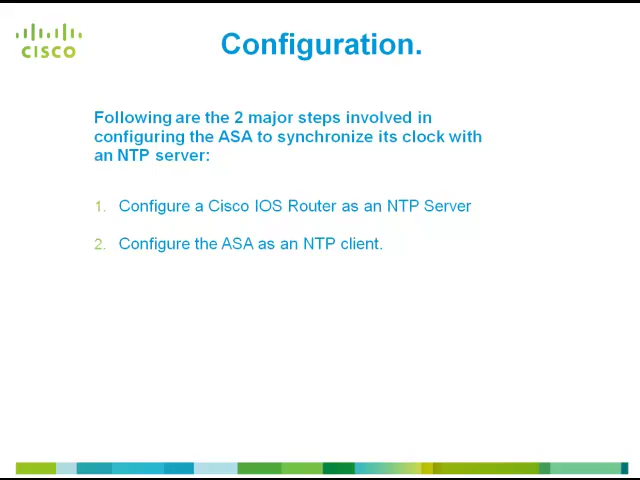 CISCO
Configuration.
Following are the 2 major steps involved in
configuring the ASA to synchronize its clock with
an NTP server:
1. Configure a Cisco IOS Router as an NTP Server
2. Configure the ASA as an NTP client.